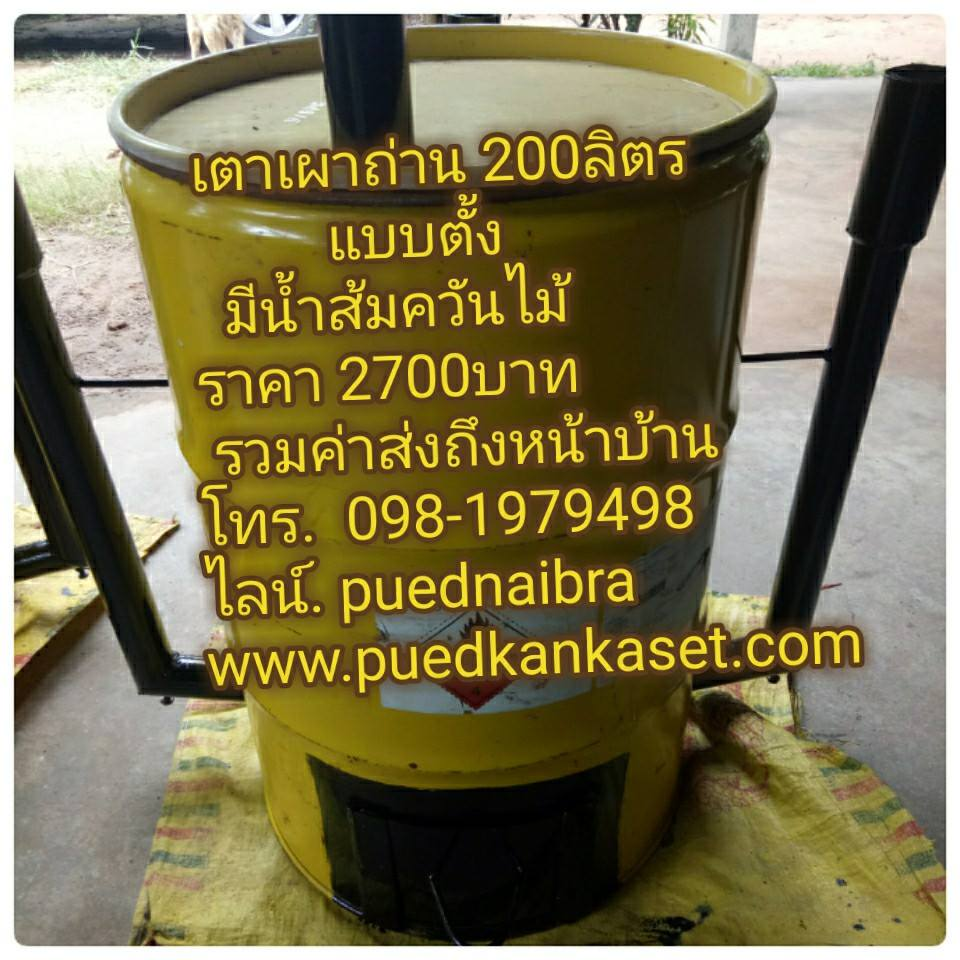 เตาเผาถ่าน 200ลิตร
แบบตั้ง
มีน้ำส้มควันไม้
ราคา 2700บาท
รวมค่าส่งถึงหน้าบ้าน
โทร. 098-1979498
ไลน์. puednaibra
www.puedkankaset.com